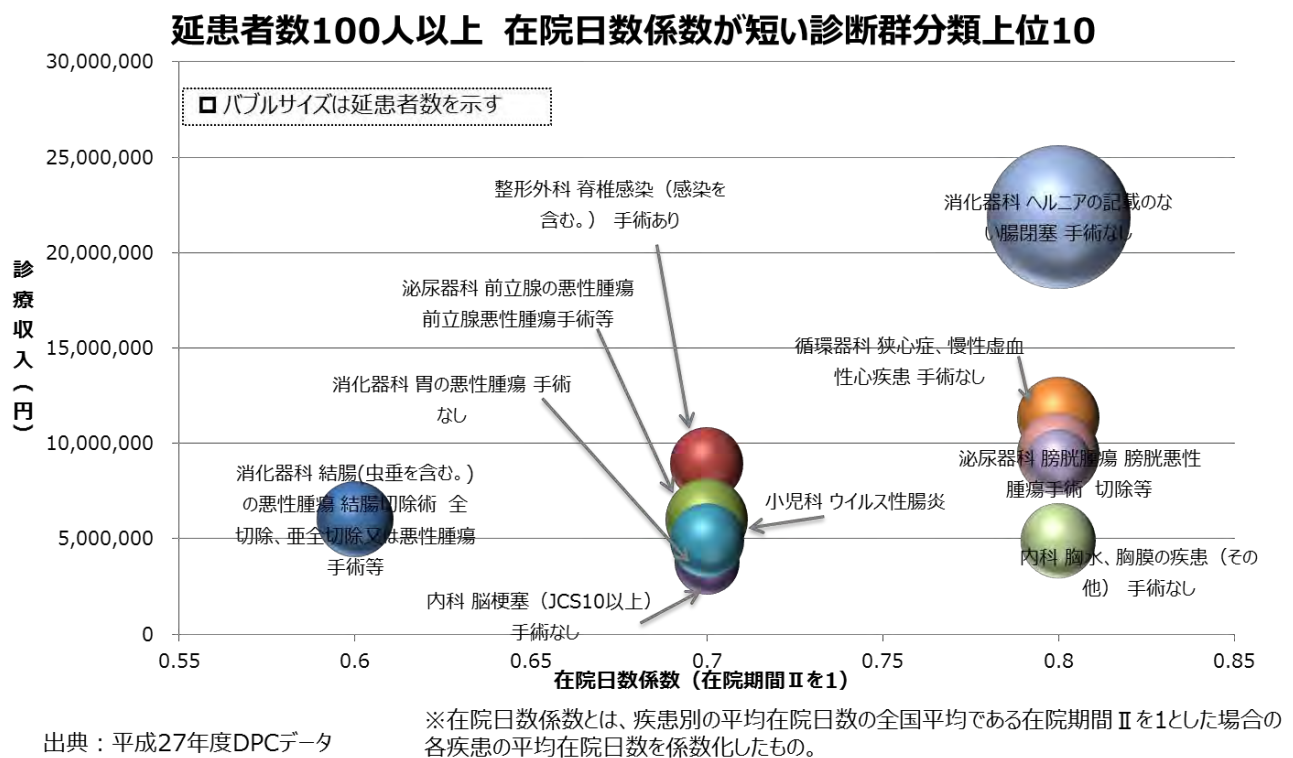 延患者数100人以上 在院日数係数が短い診断群分類上位10
30,000,000
25,000,000
20,000,000
15,000,000
10,000,000
5,000,000
0
診療収入(円)
バブルサイズは延患者数を示す
整形外科 脊椎感染（感染を
含む。） 手術あり
消化器科 ヘルニアの記載のな
い腸閉塞 手術なし
泌尿器科 前立腺の悪性腫瘍
前立腺悪性腫瘍手術等
循環器科 狭心症、慢性虚血
性心疾患 手術なし
消化器科 胃の悪性腫瘍 手術
なし
消化器科 結腸(虫垂を含む。)
の悪性腫瘍 結腸切除術 全
切除、亜全切除又は悪性腫瘍
手術等
泌尿器科 膀胱腫瘍 膀胱悪性
腫瘍手術 切除等
小児科 ウイルス性腸炎
内科 胸水、胸膜の疾患（その
他） 手術なし
内科 脳梗塞（JCS10以上）
手術なし
0.55 0.6 0.65 0.7 0.75 0.8 0.85
在院日数係数（在院期間Ⅱを1）
※在院日数係数とは、疾患別の平均在院日数の全国平均である在院期間Ⅱを1とした場合の
各疾患の平均在院日数を係数化したもの。
出典：平成27年度DPCデータ